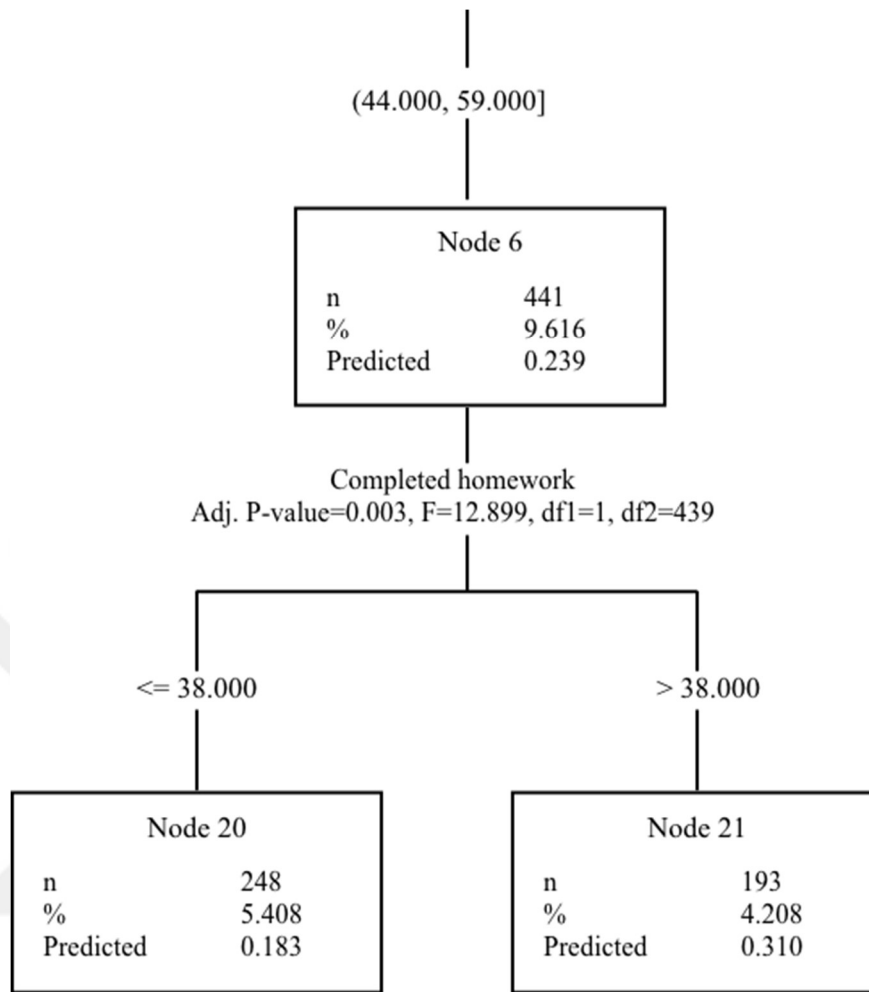 (44.000, 59.000]
Node 6
n 441
% 9.616
Predicted 0.239
Completed homework
Adj. P-value=0.003, F=12.899, df1=1, df2=439
<= 38.000
> 38.000
Node 20
n 248
% 5.408
Predicted 0.183
Node 21
n 193
% 4.208
Predicted 0.310